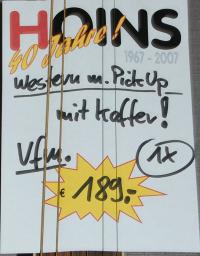 HOINS
40 Jahre!
1967 - 2007
Western m. Pick Up
mit Koffer!
Vfm.
1x
€ 189.-